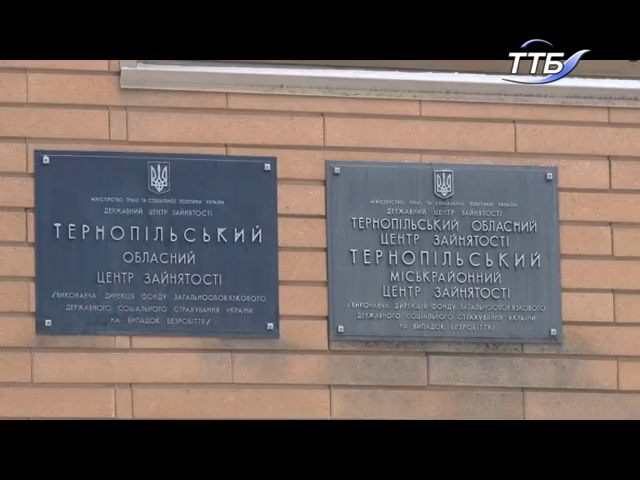 ТТБ
МІНІСТЕРСТВО ПРАЦІ ТА СОЦІАЛЬНОЇ ПОЛІТИКИ УКРАЇНИ
ДЕРЖАВНИЙ ЦЕНТР ЗАЙНЯТОСТІ
ТЕРНОПІЛЬСЬКИЙ
ОБЛАСНИЙ
ЦЕНТР ЗАЙНЯТОСТІ
/ВИКОНАВЧА ДИРЕКЦІЯ ФОНДУ ЗАГАЛЬНООБОВ'ЯЗКОВОГО
ДЕРЖАВНОГО СОЦІАЛЬНОГО СТРАХУВАННЯ УКРАЇНИ
НА ВИПАДОК БЕЗРОБІТТЯ/
МІНІСТЕРСТВО ПРАЦІ ТА СОЦІАЛЬНОЇ ПОЛІТИКИ УКРАЇНИ
ДЕРЖАВНИЙ ЦЕНТР ЗАЙНЯТОСТІ
ТЕРНОПІЛЬСЬКИЙ ОБЛАСНИЙ
ЦЕНТР ЗАЙНЯТОСТІ
ТЕРНОПІЛЬСЬКИЙ
МІСЬКРАЙОННИЙ
ЦЕНТР ЗАЙНЯТОСТІ
/ВИКОНАВЧА ДИРЕКЦІЯ ФОНДУ ЗАГАЛЬНООБОВ'ЯЗКОВОГО
ДЕРЖАВНОГО СОЦІАЛЬНОГО СТРАХУВАННЯ УКРАЇНИ
НА ВИПАДОК БЕЗРОБІТТЯ/